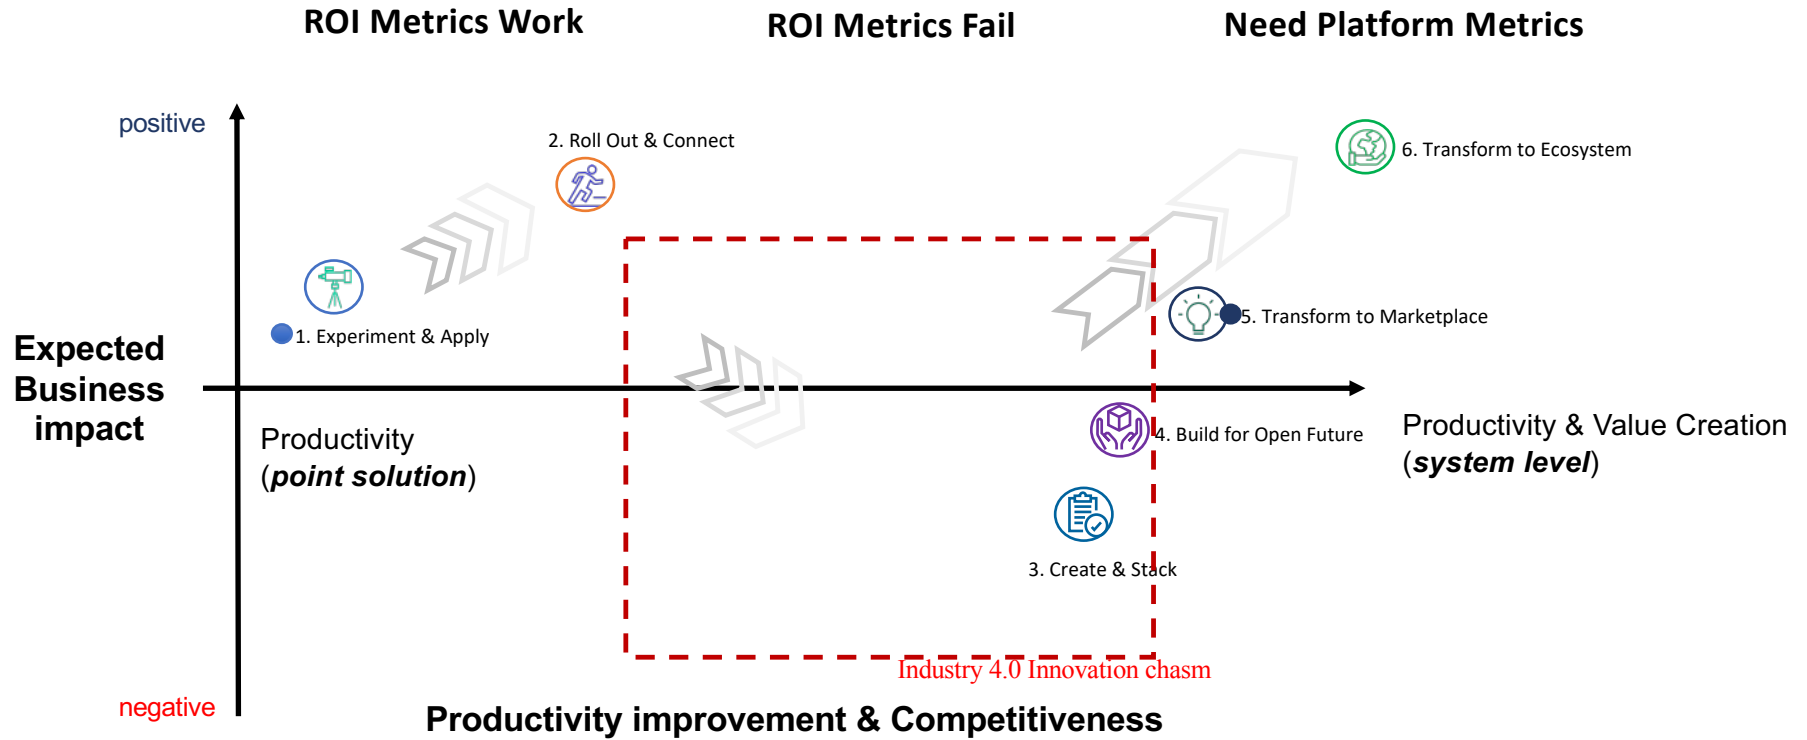 ROI Metrics Work
ROI Metrics Fail
Need Platform Metrics
positive
2. Roll Out & Connect
6. Transform to Ecosystem
1. Experiment & Apply
5. Transform to Marketplace
Expected
Business
impact
Productivity
(point solution)
4. Build for Open Future
Productivity & Value Creation
(system level)
3. Create & Stack
Industry 4.0 Innovation chasm
negative
Productivity improvement & Competitiveness